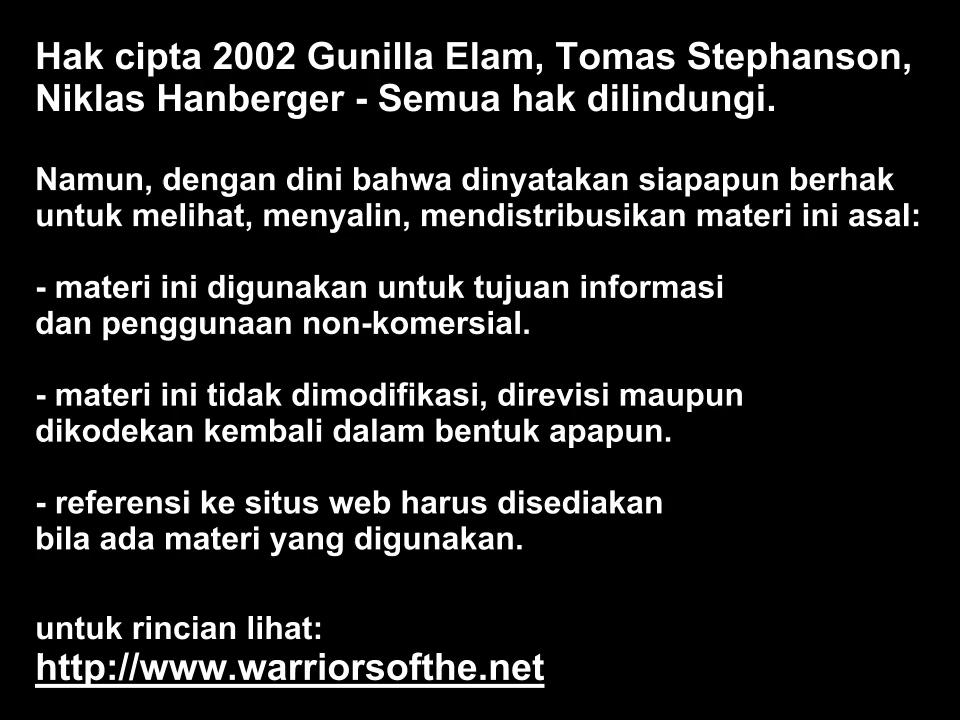 Hak cipta 2002 Gunilla Elam, Tomas Stephanson,
Niklas Hanberger - Semua hak dilindungi.
Namun, dengan dini bahwa dinyatakan siapapun berhak
untuk melihat, menyalin, mendistribusikan materi ini asal:
- materi ini digunakan untuk tujuan informasi
dan penggunaan non-komersial.
- materi ini tidak dimodifikasi, direvisi maupun
dikodekan kembali dalam bentuk apapun.
- referensi ke situs web harus disediakan
bila ada materi yang digunakan.
untuk rincian lihat:
http://www.warriorsofthe.net